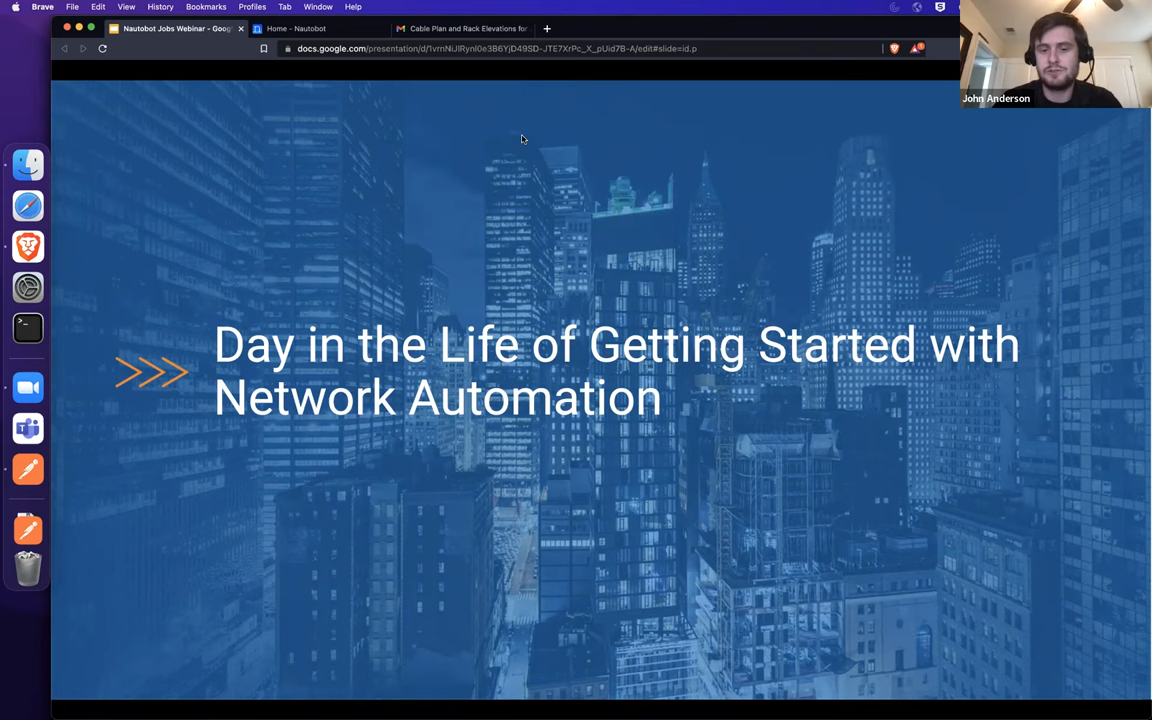 Brave File Edit View History Bookmarks Profiles Tab Window Help
Nautobot Jobs Webinar - Goog
Home - Nautobot
Cable Plan and Rack Elevations for
docs.google.com/presentation/d/1vrnNiJIRynl0e3B6YjD49SD-JTE7XrPc_X_pUid7B-A/edit#slide=id.p
John Anderson
Day in the Life of Getting Started with
Network Automation